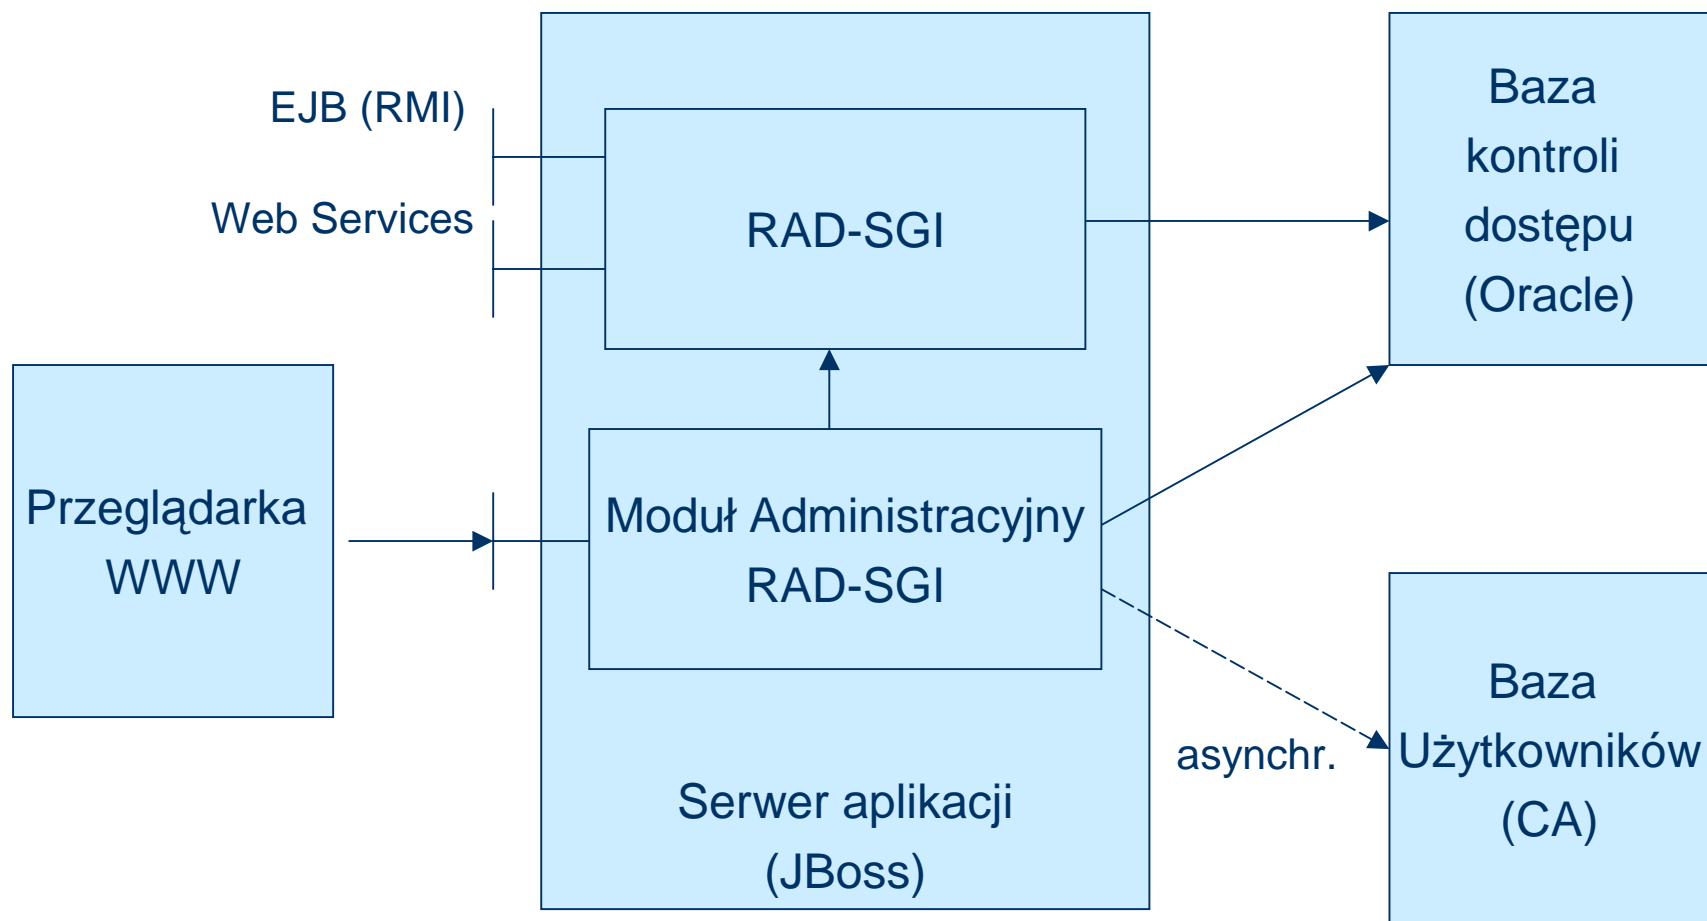 EJB (RMI)
Web Services
RAD-SGI
Baza
kontroli
dostępu
(Oracle)
Przeglądarka
WWW
Moduł Administracyjny
RAD-SGI
asynchr.
Baza
Użytkowników
(CA)
Serwer aplikacji
(JBoss)